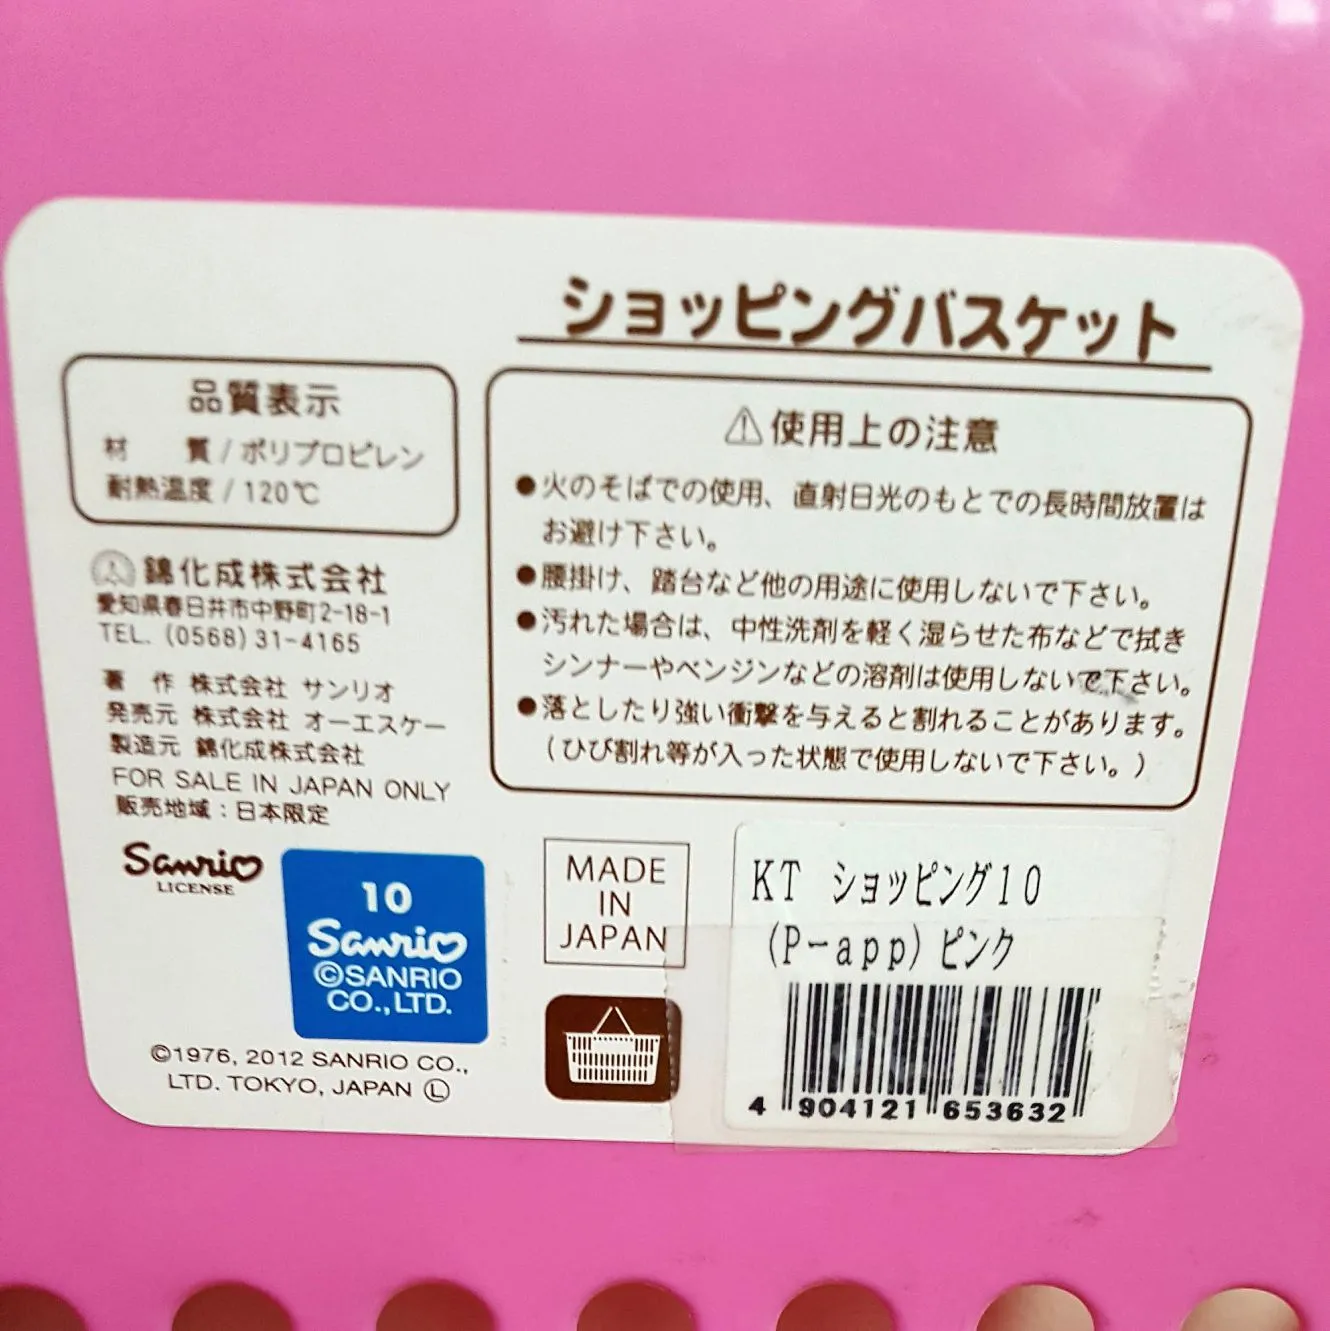 ショッピングバスケット
品質表示
材　質/ポリプロピレン
耐熱温度/120℃
錦化成株式会社
愛知県春日井市中野町2-18-1
TEL. (0568)31-4165
著　作 株式会社 サンリオ
発売元 株式会社 オーエスケー
製造元 錦化成株式会社
FOR SALE IN JAPAN ONLY
販売地域：日本限定
⚠使用上の注意
●火のそばでの使用、直射日光のもとでの長時間放置は
お避け下さい。
●腰掛け、踏台など他の用途に使用しないで下さい。
●汚れた場合は、中性洗剤を軽く湿らせた布などで拭き
シンナーやベンジンなどの溶剤は使用しないで下さい。
●落としたり強い衝撃を与えると割れることがあります。
(ひび割れ等が入った状態で使用しないで下さい。)
Sanrio
LICENSE
10
Sanrio
©SANRIO
CO.,LTD.
©1976, 2012 SANRIO CO.,
LTD. TOKYO, JAPAN Ⓛ
MADE
IN
JAPAN
KT ショッピング10
(P-app)ピンク
4 904121 653632